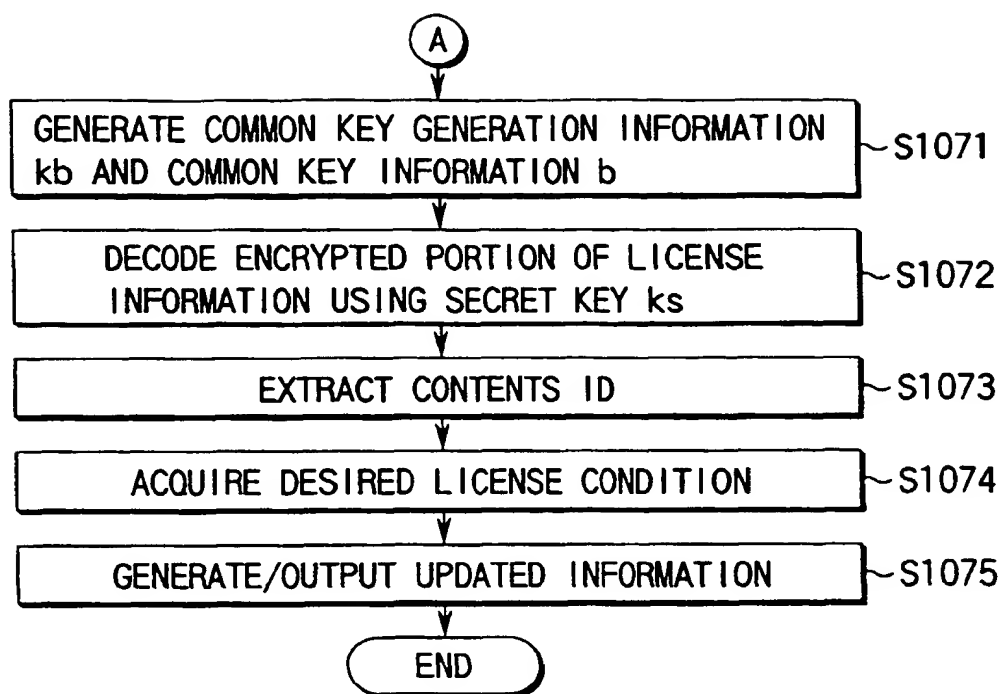 A
GENERATE COMMON KEY GENERATION INFORMATION
kb AND COMMON KEY INFORMATION b
S1071
DECODE ENCRYPTED PORTION OF LICENSE
INFORMATION USING SECRET KEY ks
S1072
EXTRACT CONTENTS ID
S1073
ACQUIRE DESIRED LICENSE CONDITION
S1074
GENERATE/OUTPUT UPDATED INFORMATION
S1075
END